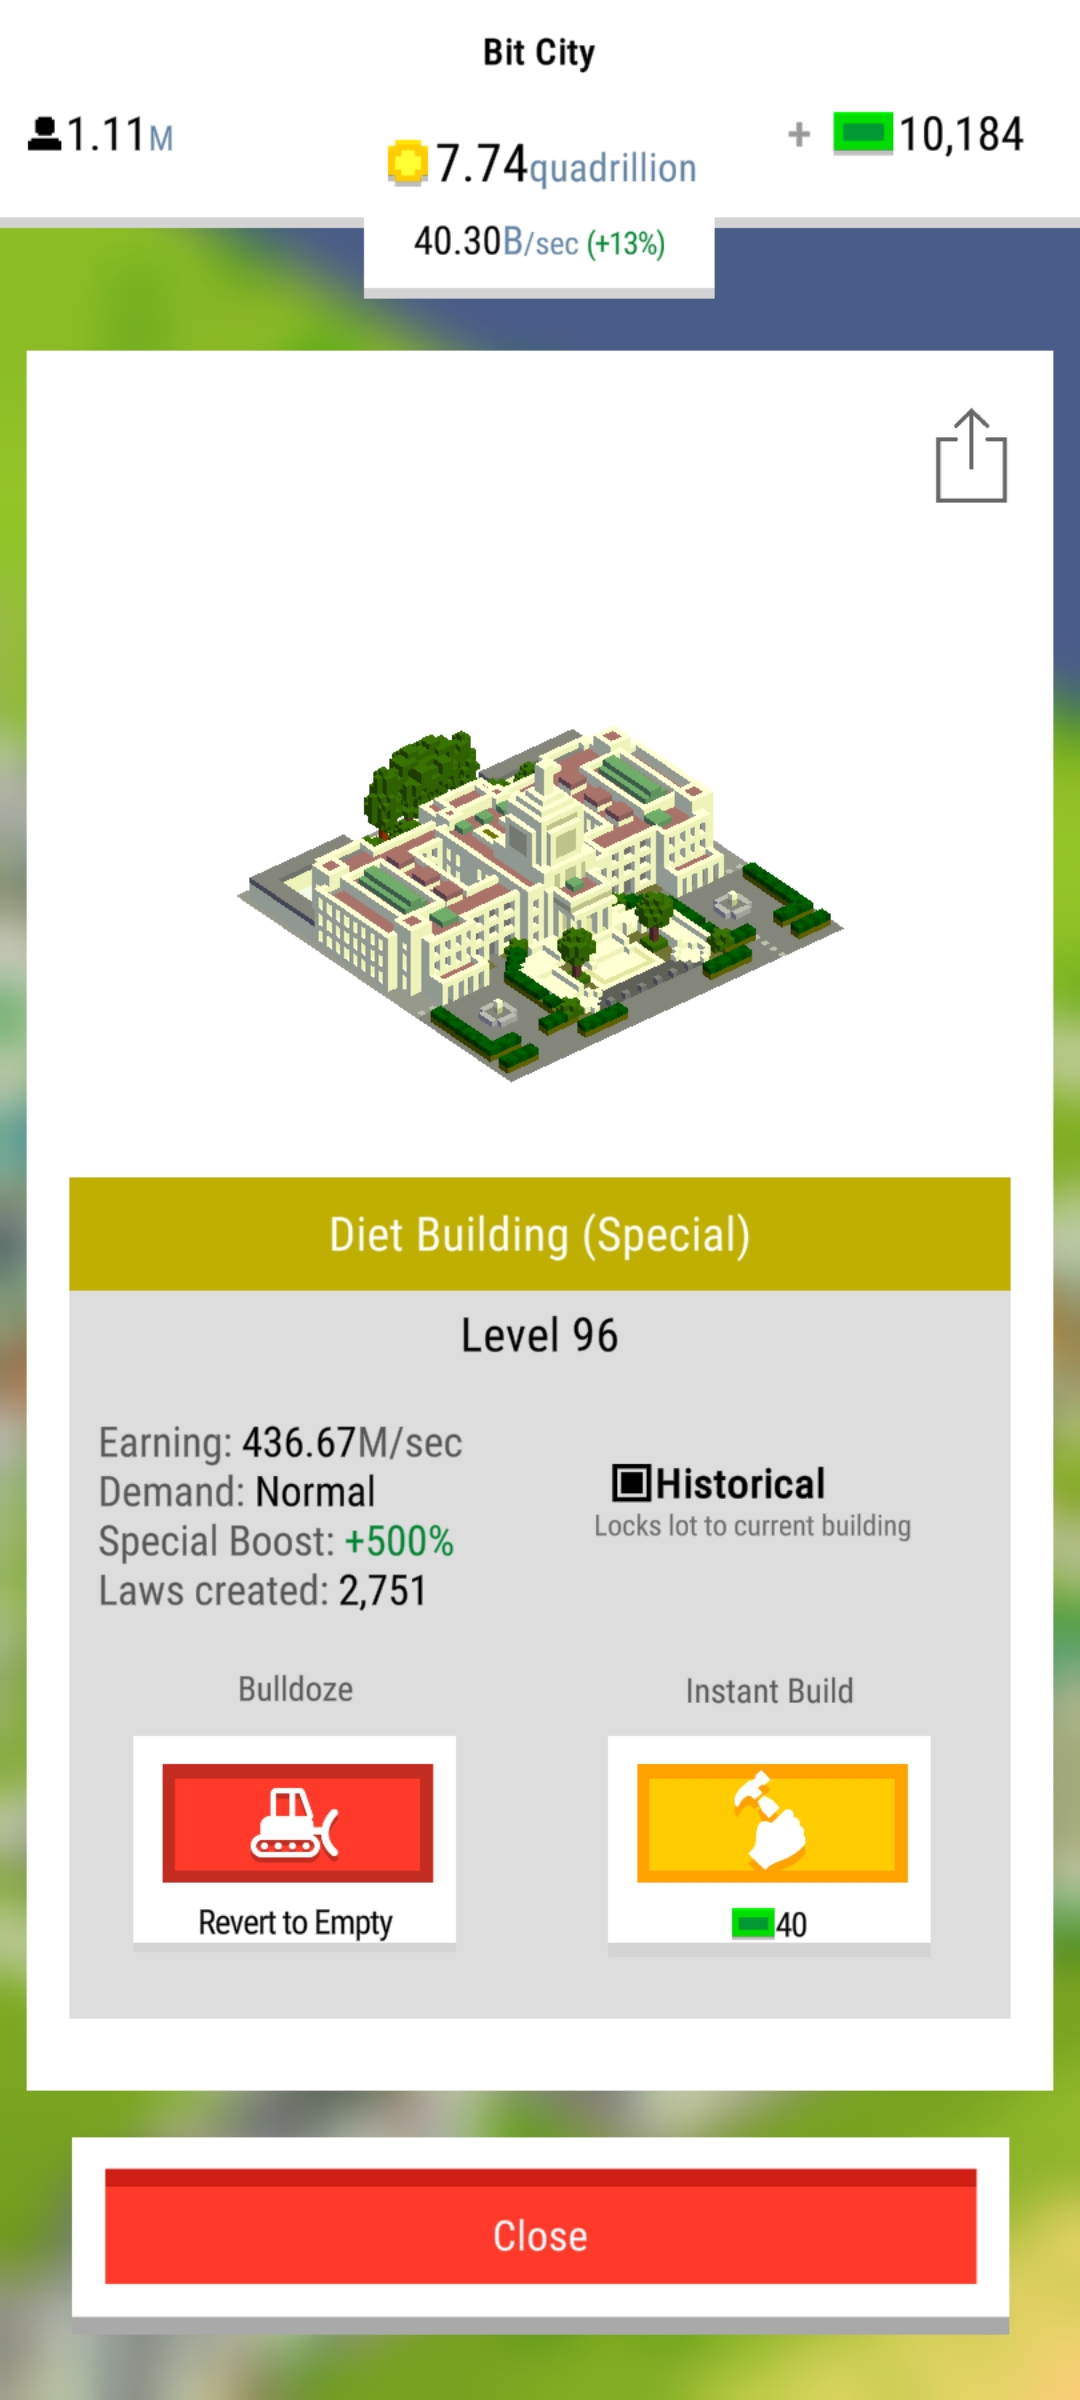 Bit City
1.11M
+ 10,184
7.74quadrillion
40.30B/sec (+13%)
Diet Building (Special)
Level 96
Earning: 436.67M/sec
Demand: Normal
Special Boost: +500%
Laws created: 2,751
Historical
Locks lot to current building
Bulldoze
Instant Build
Revert to Empty
40
Close